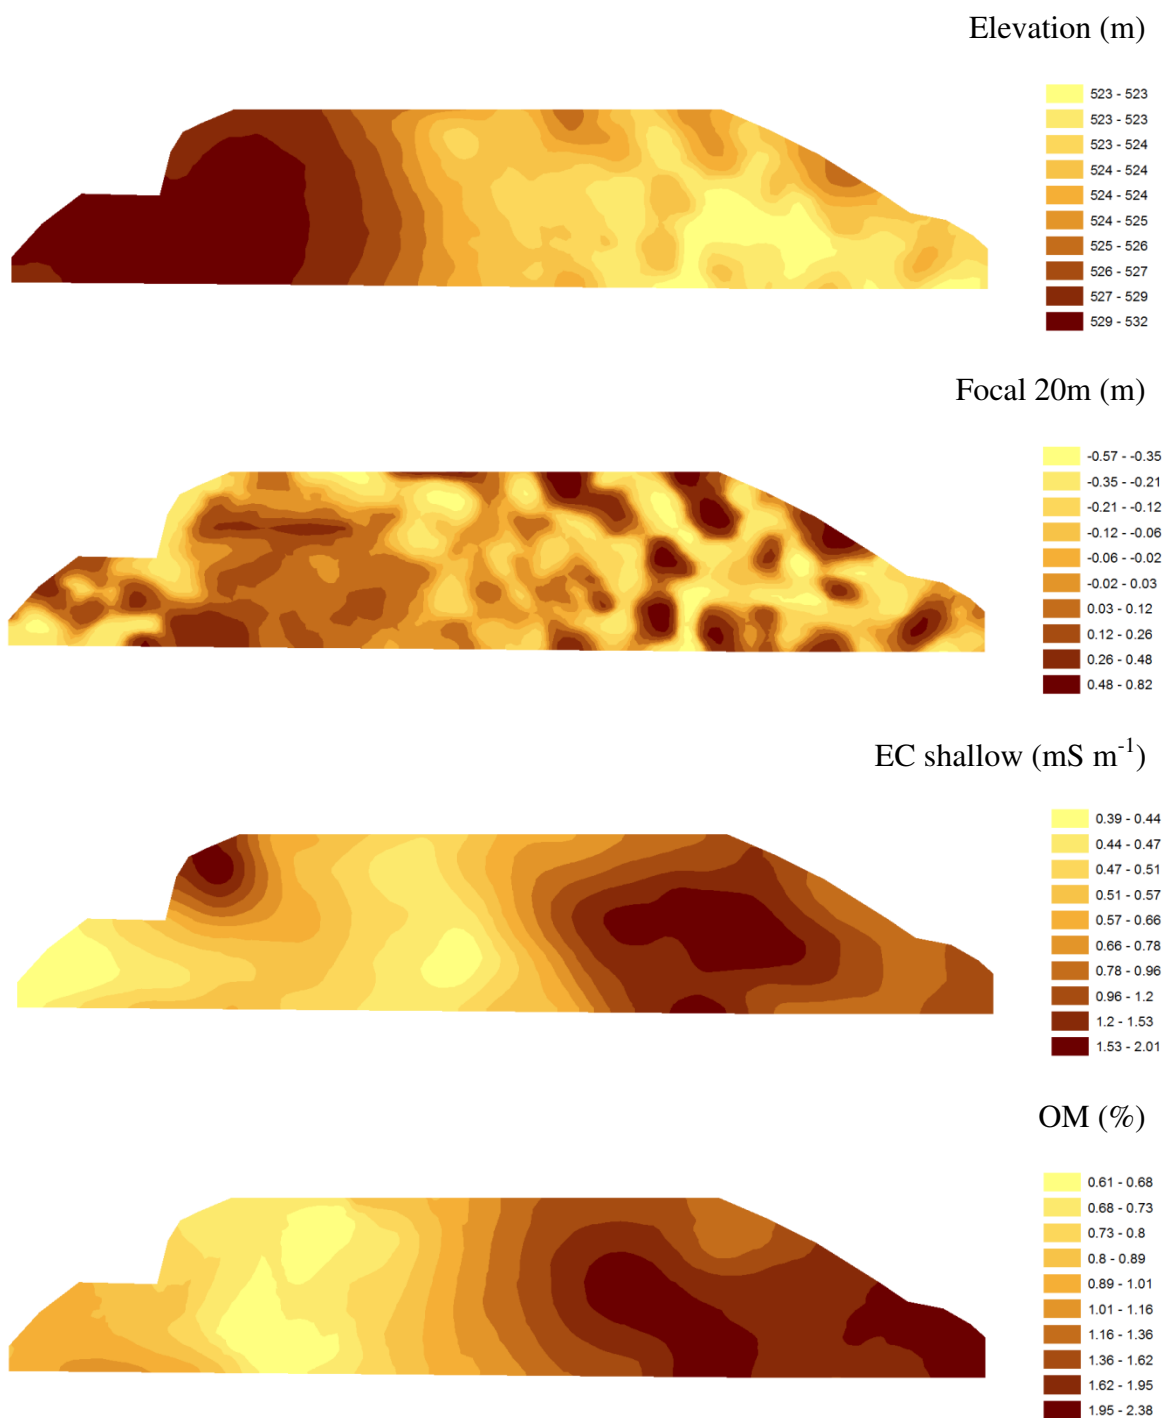 Elevation (m)
523 - 523
523 - 523
523 - 524
524 - 524
524 - 524
524 - 525
525 - 526
526 - 527
527 - 529
529 - 532
Focal 20m (m)
-0.57 - -0.35
-0.35 - -0.21
-0.21 - -0.12
-0.12 - -0.06
-0.06 - -0.02
-0.02 - 0.03
0.03 - 0.12
0.12 - 0.26
0.26 - 0.48
0.48 - 0.82
EC shallow (mS m-1)
0.39 - 0.44
0.44 - 0.47
0.47 - 0.51
0.51 - 0.57
0.57 - 0.66
0.66 - 0.78
0.78 - 0.96
0.96 - 1.2
1.2 - 1.53
1.53 - 2.01
OM (%)
0.61 - 0.68
0.68 - 0.73
0.73 - 0.8
0.8 - 0.89
0.89 - 1.01
1.01 - 1.16
1.16 - 1.36
1.36 - 1.62
1.62 - 1.95
1.95 - 2.38